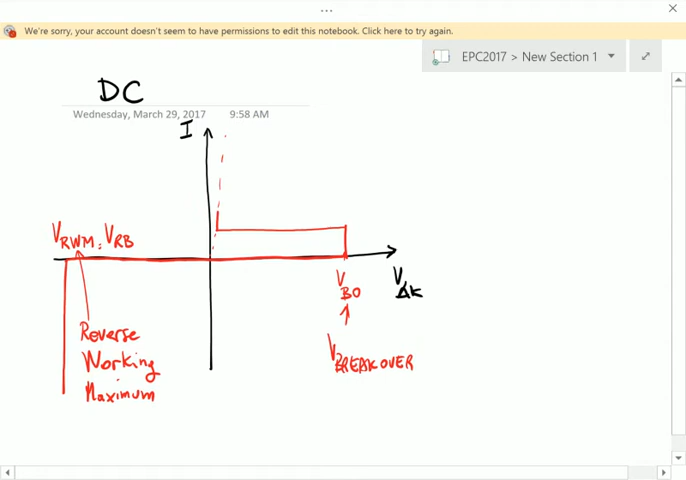 We're sorry, your account doesn't seem to have permissions to edit this notebook. Click here to try again.
EPC2017 > New Section 1
DC
Wednesday, March 29, 2017 9:58 AM
I
VRWM; VRB
VBO
VAK
Reverse
Working
Maximum
VBREAKOVER